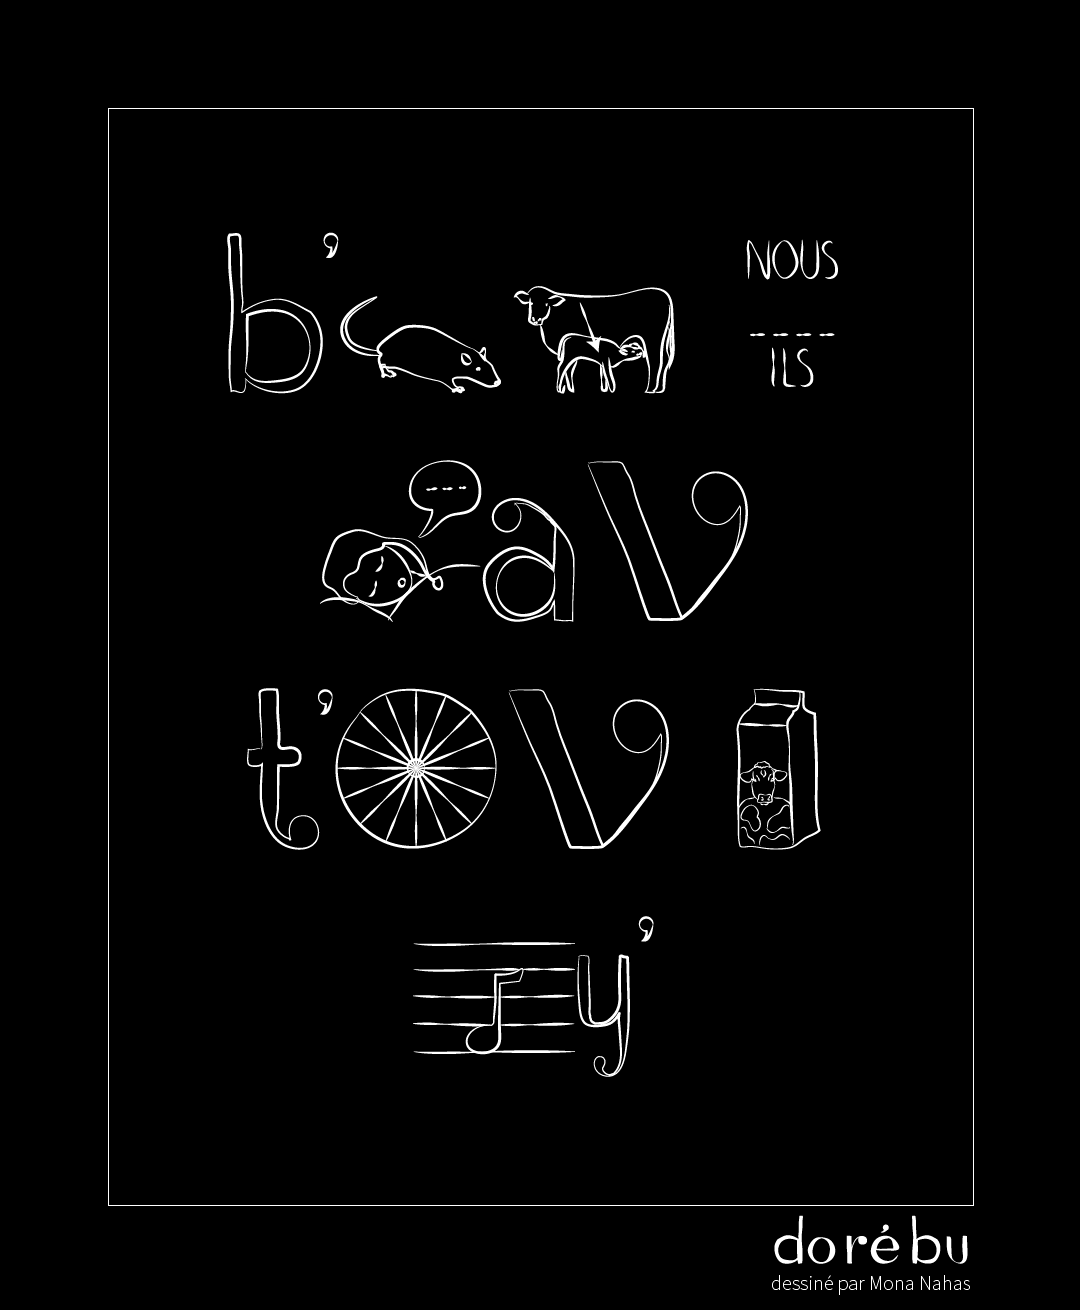 b'
NOUS
----
ILS
---
av
t' v
y'
dorébu
dessiné par Mona Nahas